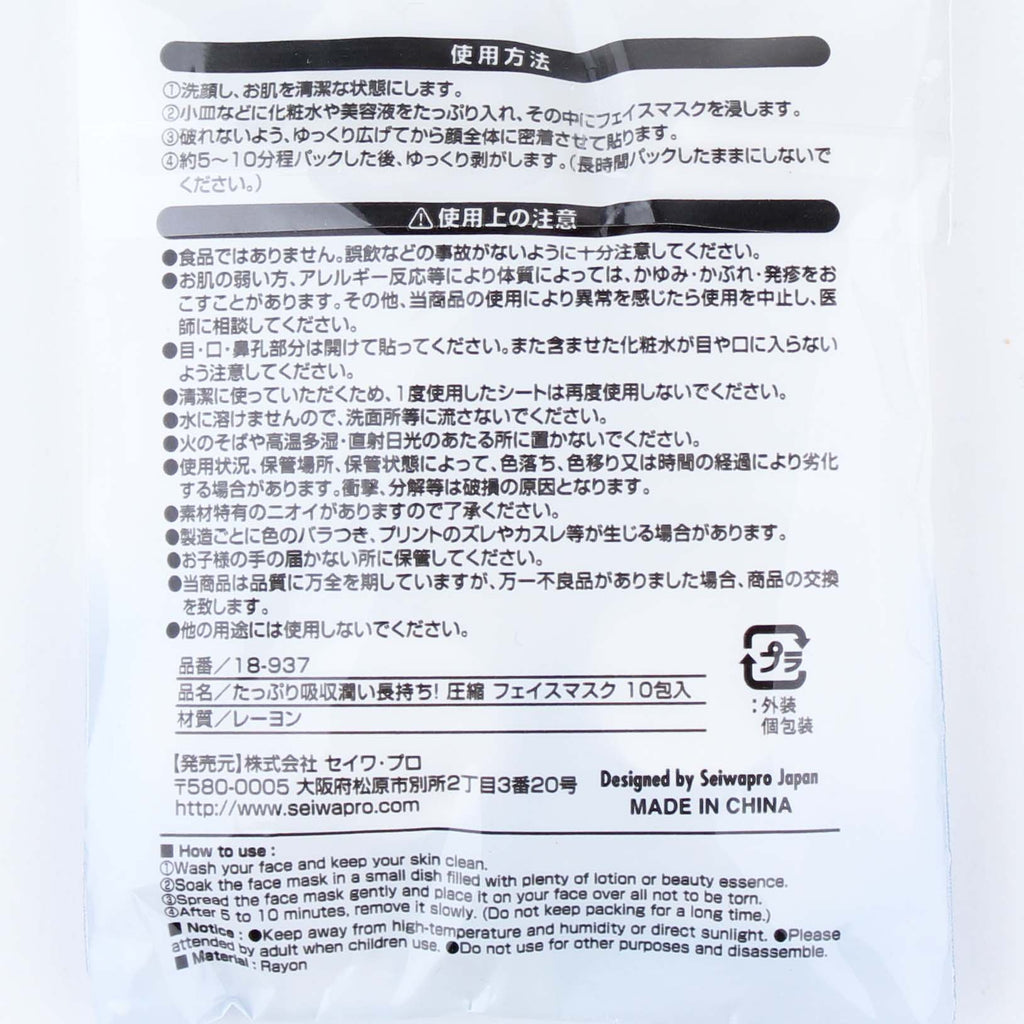 使用方法
①洗顔し、お肌を清潔な状態にします。
②小皿などに化粧水や美容液をたっぷり入れ、その中にフェイスマスクを浸します。
③破れないよう、ゆっくり広げてから顔全体に密着させて貼ります。
④約5〜10分程パックした後、ゆっくり剥がします。(長時間パックしたままにしないで
ください。)
⚠使用上の注意
●食品ではありません。誤飲などの事故がないように十分注意してください。
●お肌の弱い方、アレルギー反応等により体質によっては、かゆみ・かぶれ・発疹をお
こすことがあります。その他、当商品の使用により異常を感じたら使用を中止し、医
師に相談してください。
●目・口・鼻孔部分は開けて貼ってください。また含ませた化粧水が目や口に入らない
よう注意してください。
●清潔に使っていただくため、1度使用したシートは再度使用しないでください。
●水に溶けませんので、洗面所等に流さないでください。
●火のそばや高温多湿・直射日光のあたる所に置かないでください。
●使用状況、保管場所、保管状態によって、色落ち、色移り又は時間の経過により劣化
する場合があります。衝撃、分解等は破損の原因となります。
●素材特有のニオイがありますので了承ください。
●製造ごとに色のバラつき、プリントのズレやカスレ等が生じる場合があります。
●お子様の手の届かない所に保管してください。
●当商品は品質に万全を期していますが、万一不良品がありました場合、商品の交換
を致します。
●他の用途には使用しないでください。
品番/18-937
品名/たっぷり吸収潤い長持ち! 圧縮 フェイスマスク 10包入
材質/レーヨン
プラ
:外装
個包装
【発売元】株式会社 セイワ・プロ
〒580-0005 大阪府松原市別所2丁目3番20号
http://www.seiwapro.com
Designed by Seiwapro Japan
MADE IN CHINA
■ How to use :
①Wash your face and keep your skin clean.
②Soak the face mask in a small dish filled with plenty of lotion or beauty essence.
③Spread the face mask gently and place it on your face over all not to be torn.
④After 5 to 10 minutes, remove it slowly. (Do not keep packing for a long time.)
■ Notice : ●Keep away from high-temperature and humidity or direct sunlight. ●Please
attended by adult when children use. ●Do not use for other purposes and disassemble.
■ Material : Rayon